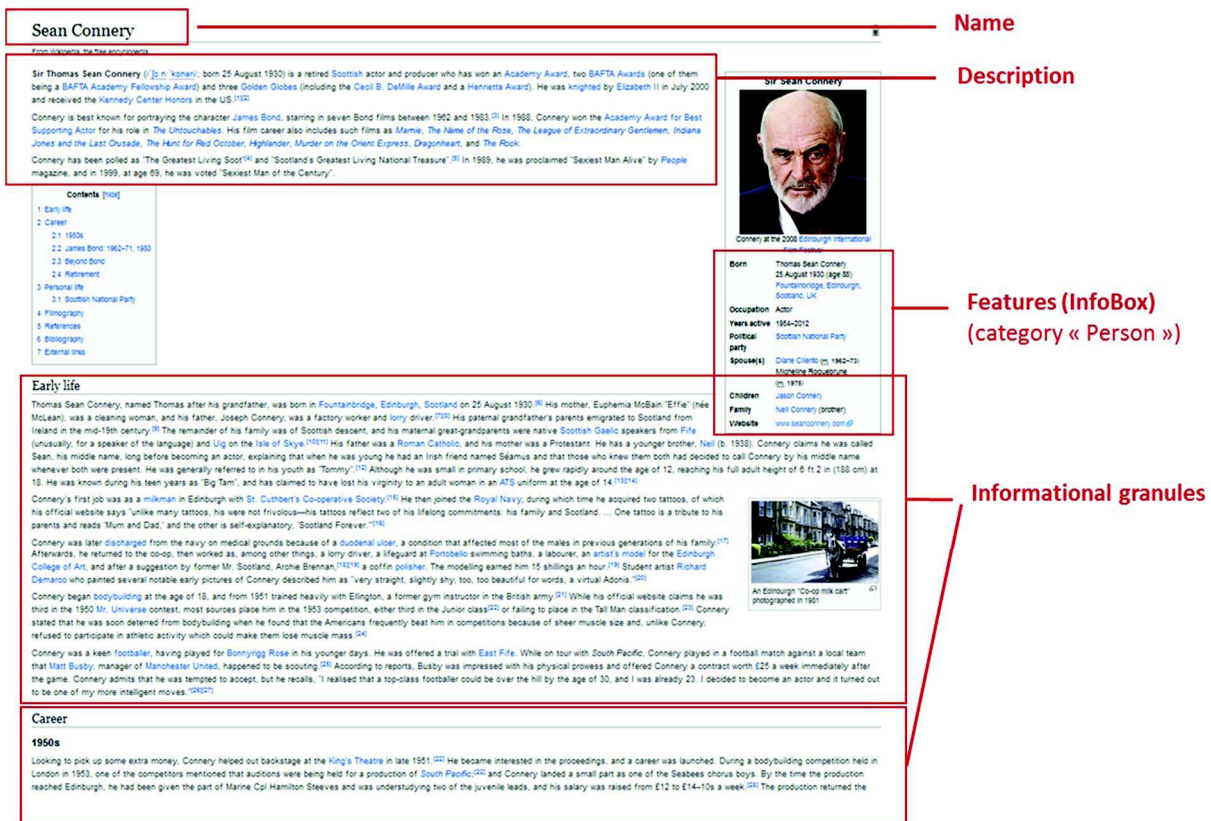 Sean Connery
Name
From Wikipedia, the free encyclopedia
Description
Sir Thomas Sean Connery (/ˈʃɔːn ˈkɒnəri/; born 25 August 1930) is a retired Scottish actor and producer who has won an Academy Award, two BAFTA Awards (one of them
being a BAFTA Academy Fellowship Award) and three Golden Globes (including the Cecil B. DeMille Award and a Henrietta Award). He was knighted by Elizabeth II in July 2000
and received the Kennedy Center Honors in the US.[1][2]
Connery is best known for portraying the character James Bond, starring in seven Bond films between 1962 and 1983.[3] In 1988, Connery won the Academy Award for Best
Supporting Actor for his role in The Untouchables. His film career also includes such films as Marnie, The Name of the Rose, The League of Extraordinary Gentlemen, Indiana
Jones and the Last Crusade, The Hunt for Red October, Highlander, Murder on the Orient Express, Dragonheart, and The Rock.
Connery has been polled as "The Greatest Living Scot"[4] and "Scotland's Greatest Living National Treasure".[5] In 1989, he was proclaimed "Sexiest Man Alive" by People
magazine, and in 1999, at age 69, he was voted "Sexiest Man of the Century".
Contents [hide]
1 Early life
2 Career
2.1 1950s
2.2 James Bond: 1962–71, 1983
2.3 Beyond Bond
2.4 Retirement
3 Personal life
3.1 Scottish National Party
4 Filmography
5 References
6 Bibliography
7 External links
Sir Sean Connery
Connery at the 2008 Edinburgh International
Film Festival
Born Thomas Sean Connery
25 August 1930 (age 85)
Fountainbridge, Edinburgh,
Scotland, UK
Occupation Actor
Years active 1954–2012
Political Scottish National Party
party
Spouse(s) Diane Cilento (m. 1962–73)
Micheline Roquebrune
(m. 1975)
Children Jason Connery
Family Neil Connery (brother)
Website www.seanconnery.com
Features (InfoBox)
(category « Person »)
Early life
Thomas Sean Connery, named Thomas after his grandfather, was born in Fountainbridge, Edinburgh, Scotland on 25 August 1930.[6] His mother, Euphemia McBain "Effie" (née
McLean), was a cleaning woman, and his father, Joseph Connery, was a factory worker and lorry driver.[7][8] His paternal grandfather's parents emigrated to Scotland from
Ireland in the mid-19th century.[9] The remainder of his family was of Scottish descent, and his maternal great-grandparents were native Scottish Gaelic speakers from Fife
(unusually, for a speaker of the language) and Uig on the Isle of Skye.[10][11] His father was a Roman Catholic, and his mother was a Protestant. He has a younger brother, Neil (b. 1938). Connery claims he was called
Sean, his middle name, long before becoming an actor, explaining that when he was young he had an Irish friend named Séamus and that those who knew them both had decided to call Connery by his middle name
whenever both were present. He was generally referred to in his youth as "Tommy".[12] Although he was small in primary school, he grew rapidly around the age of 12, reaching his full adult height of 6 ft 2 in (188 cm) at
18. He was known during his teen years as "Big Tam", and has claimed to have lost his virginity to an adult woman in an ATS uniform at the age of 14.[13][14]
Connery's first job was as a milkman in Edinburgh with St. Cuthbert's Co-operative Society.[15] He then joined the Royal Navy, during which time he acquired two tattoos, of which
his official website says "unlike many tattoos, his were not frivolous—his tattoos reflect two of his lifelong commitments: his family and Scotland. ... One tattoo is a tribute to his
parents and reads 'Mum and Dad,' and the other is self-explanatory, 'Scotland Forever.'"[16]
Connery was later discharged from the navy on medical grounds because of a duodenal ulcer, a condition that affected most of the males in previous generations of his family.[17]
Afterwards, he returned to the co-op, then worked as, among other things, a lorry driver, a lifeguard at Portobello swimming baths, a labourer, an artist's model for the Edinburgh
College of Art, and after a suggestion by former Mr. Scotland, Archie Brennan,[18][19] a coffin polisher. The modelling earned him 15 shillings an hour.[19] Student artist Richard
Demarco who painted several notable early pictures of Connery described him as "very straight, slightly shy, too, too beautiful for words, a virtual Adonis."[20]
Connery began bodybuilding at the age of 18, and from 1951 trained heavily with Ellington, a former gym instructor in the British army.[21] While his official website claims he was
third in the 1950 Mr. Universe contest, most sources place him in the 1953 competition, either third in the Junior class[22] or failing to place in the Tall Man classification.[23] Connery
stated that he was soon deterred from bodybuilding when he found that the Americans frequently beat him in competitions because of sheer muscle size and, unlike Connery,
refused to participate in athletic activity which could make them lose muscle mass.[24]
An Edinburgh "Co-op milk cart"
photographed in 1981
Connery was a keen footballer, having played for Bonnyrigg Rose in his younger days. He was offered a trial with East Fife. While on tour with South Pacific, Connery played in a football match against a local team
that Matt Busby, manager of Manchester United, happened to be scouting.[25] According to reports, Busby was impressed with his physical prowess and offered Connery a contract worth £25 a week immediately after
the game. Connery admits that he was tempted to accept, but he recalls, "I realised that a top-class footballer could be over the hill by the age of 30, and I was already 23. I decided to become an actor and it turned out
to be one of my more intelligent moves."[26][27]
Informational granules
Career
1950s
Looking to pick up some extra money, Connery helped out backstage at the King's Theatre in late 1951.[22] He became interested in the proceedings, and a career was launched. During a bodybuilding competition held in
London in 1953, one of the competitors mentioned that auditions were being held for a production of South Pacific,[22] and Connery landed a small part as one of the Seabees chorus boys. By the time the production
reached Edinburgh, he had been given the part of Marine Cpl Hamilton Steeves and was understudying two of the juvenile leads, and his salary was raised from £12 to £14–10s a week.[28] The production returned the